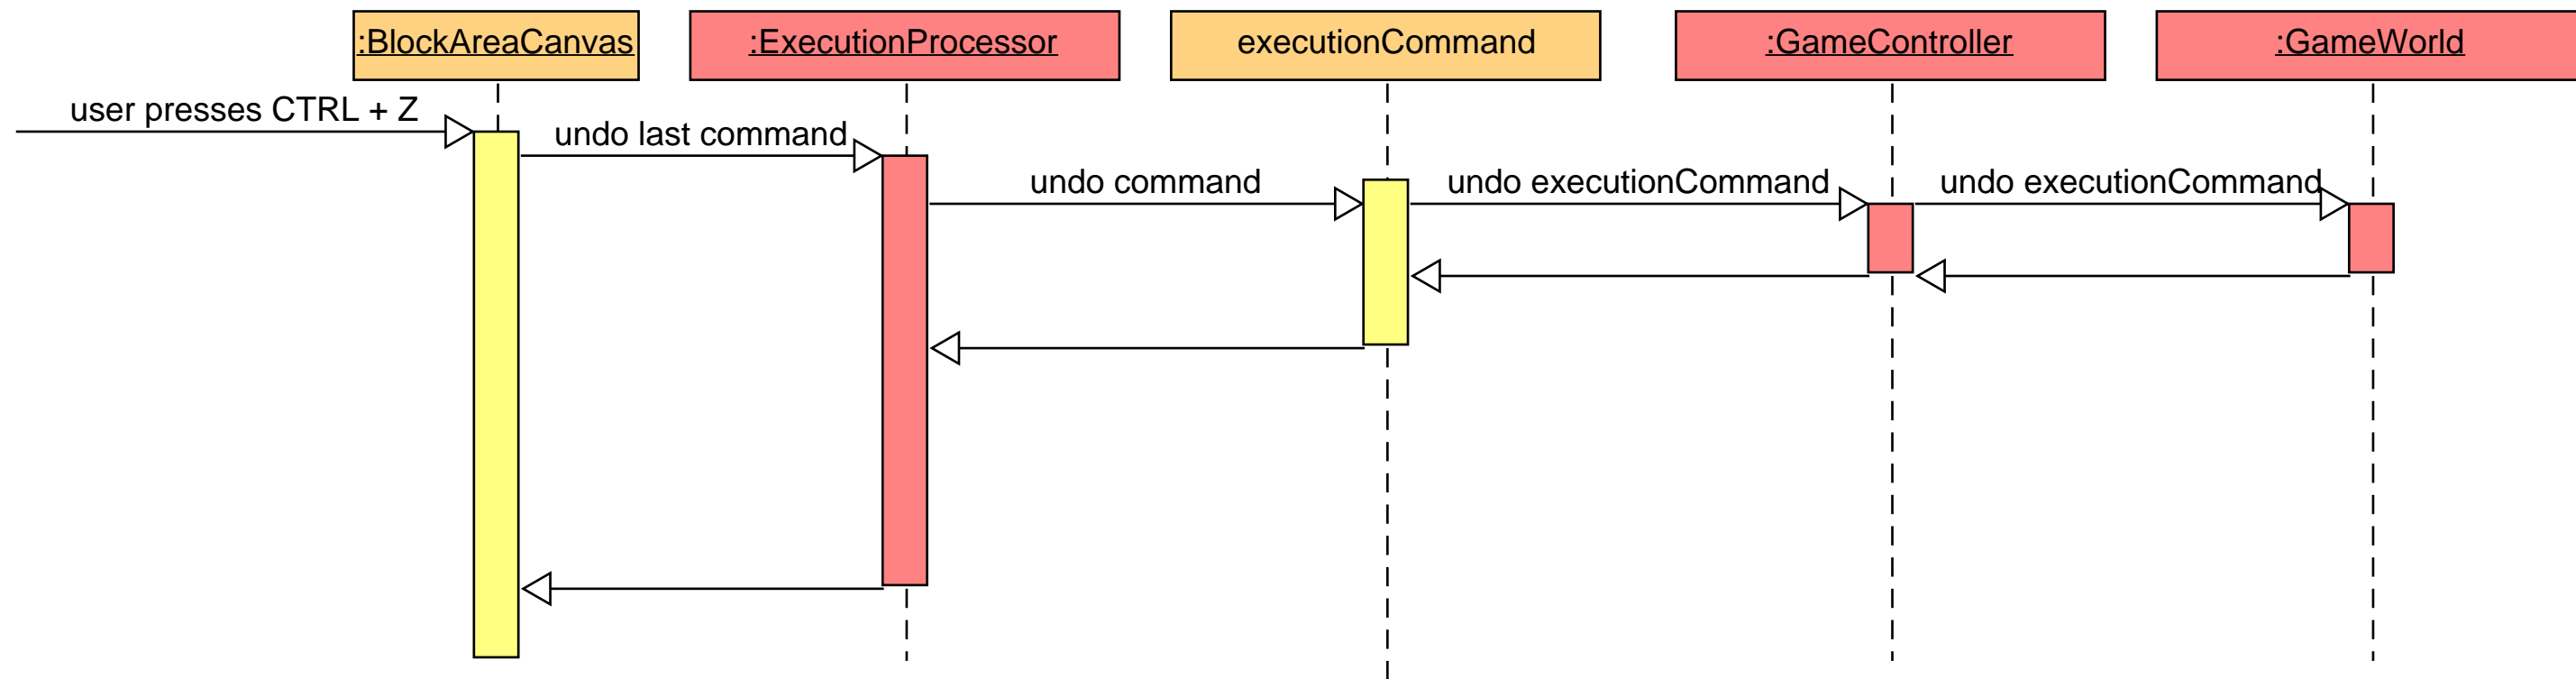 :BlockAreaCanvas
:ExecutionProcessor
executionCommand
:GameController
:GameWorld
user presses CTRL + Z
undo last command
undo command
undo executionCommand
undo executionCommand